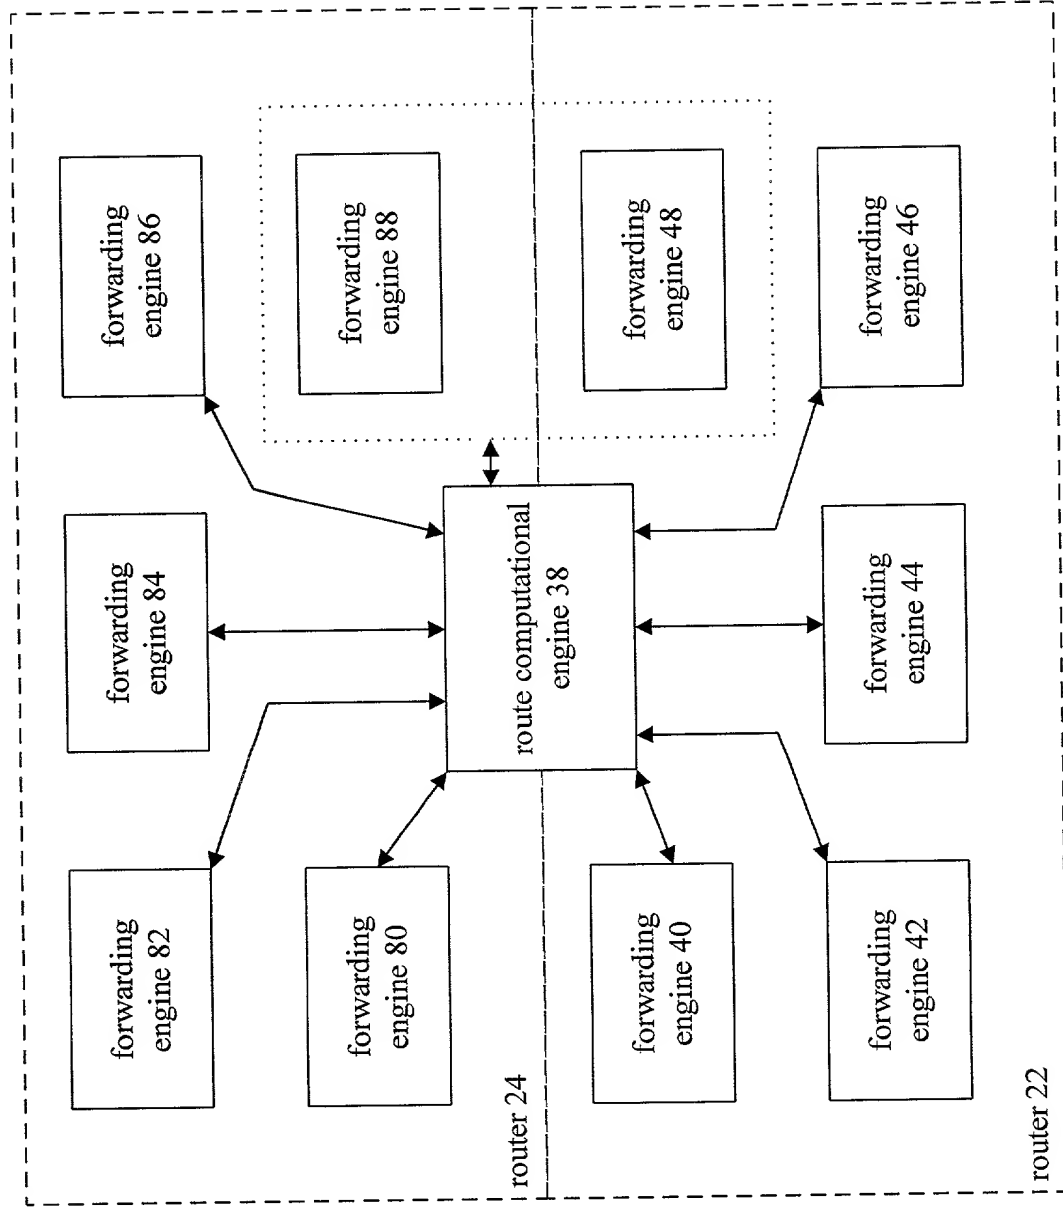 forwarding
engine 82
forwarding
engine 84
forwarding
engine 86
forwarding
engine 80
forwarding
engine 88
router 24
route computational
engine 38
forwarding
engine 40
forwarding
engine 48
forwarding
engine 42
forwarding
engine 44
forwarding
engine 46
router 22